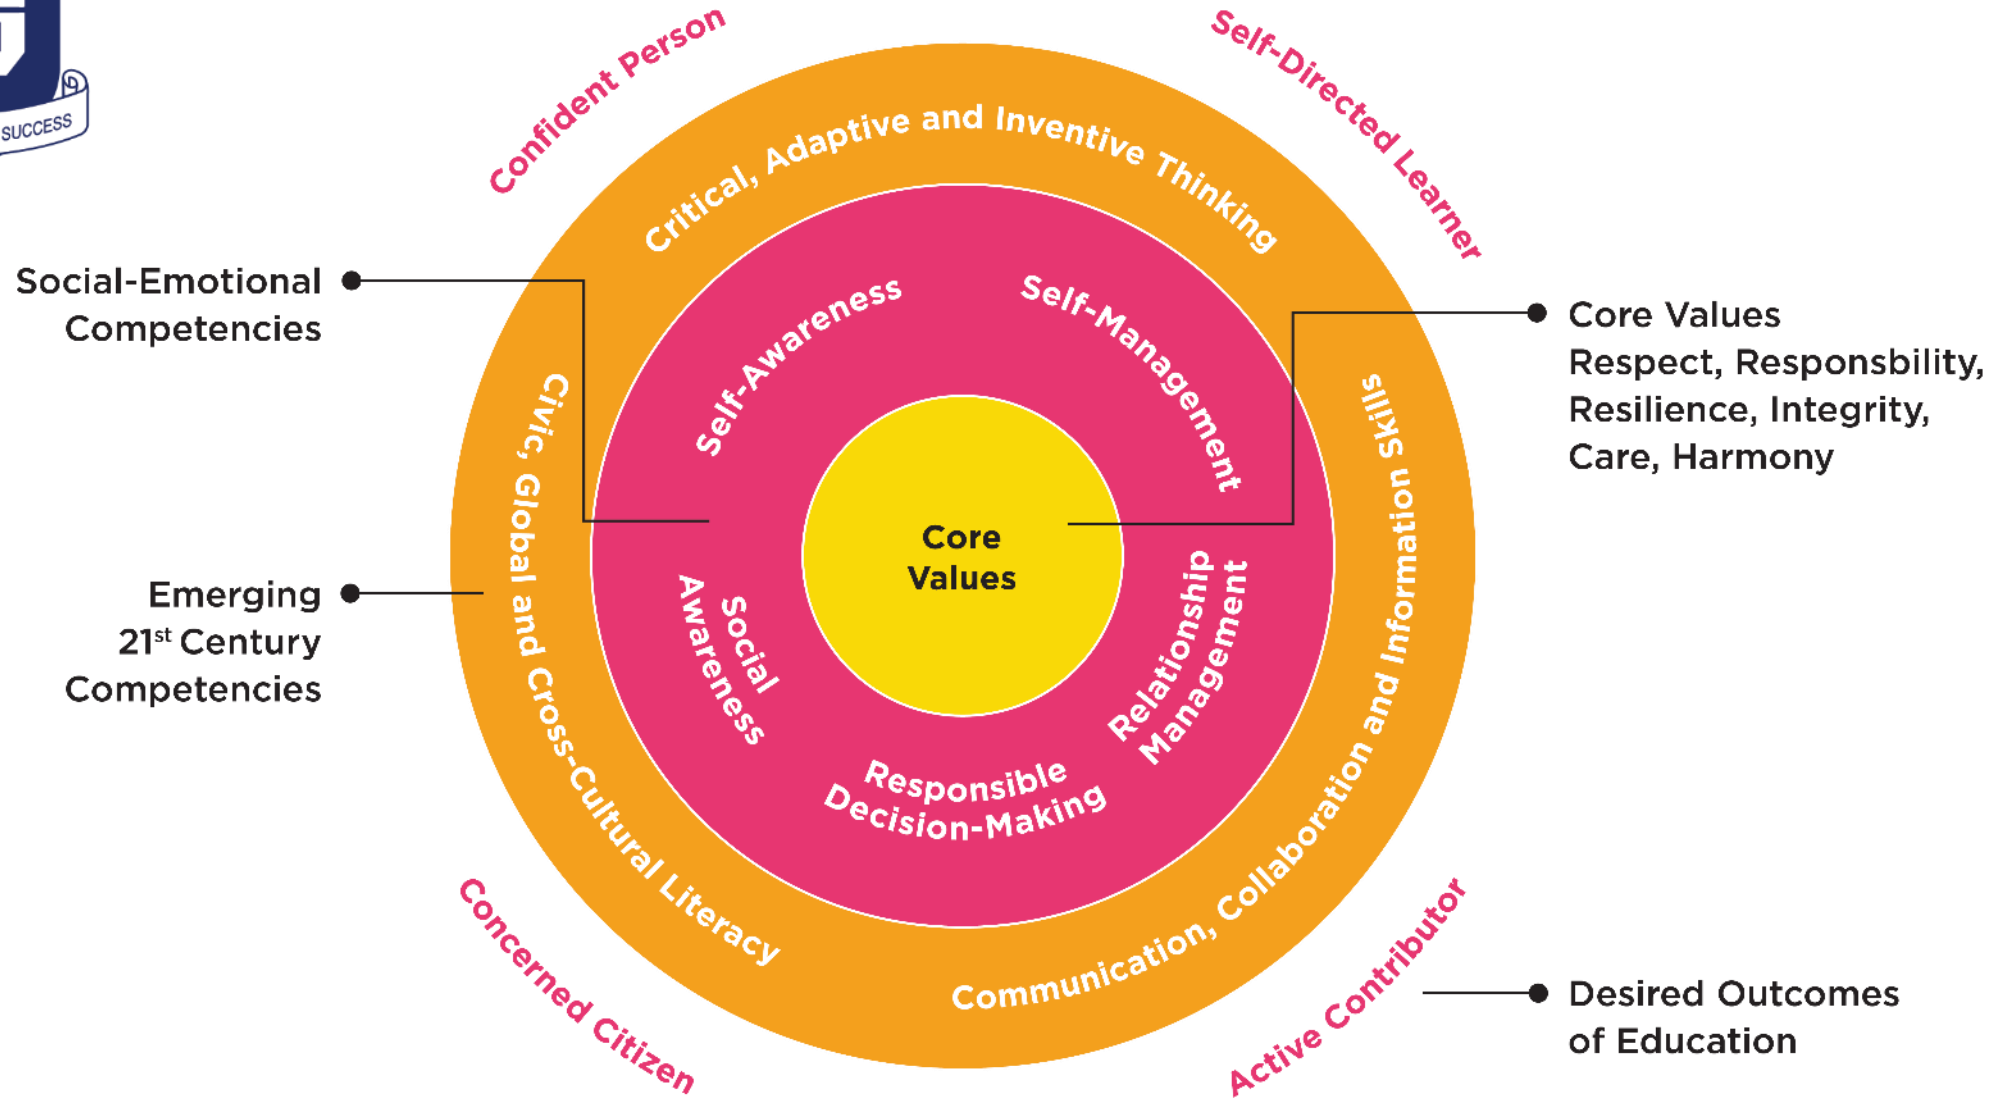 SUCCESS
Confident Person
Self-Directed Learner
Critical, Adaptive and Inventive Thinking
Social-Emotional
Competencies
Self-Awareness
Self-Management
Core Values
Respect, Responsbility,
Resilience, Integrity,
Care, Harmony
Civic, Global and Cross-Cultural Literacy
Communication, Collaboration and Information Skills
Core
Values
Emerging
21st Century
Competencies
Social
Awareness
Relationship
Management
Responsible
Decision-Making
Concerned Citizen
Active Contributor
Desired Outcomes
of Education